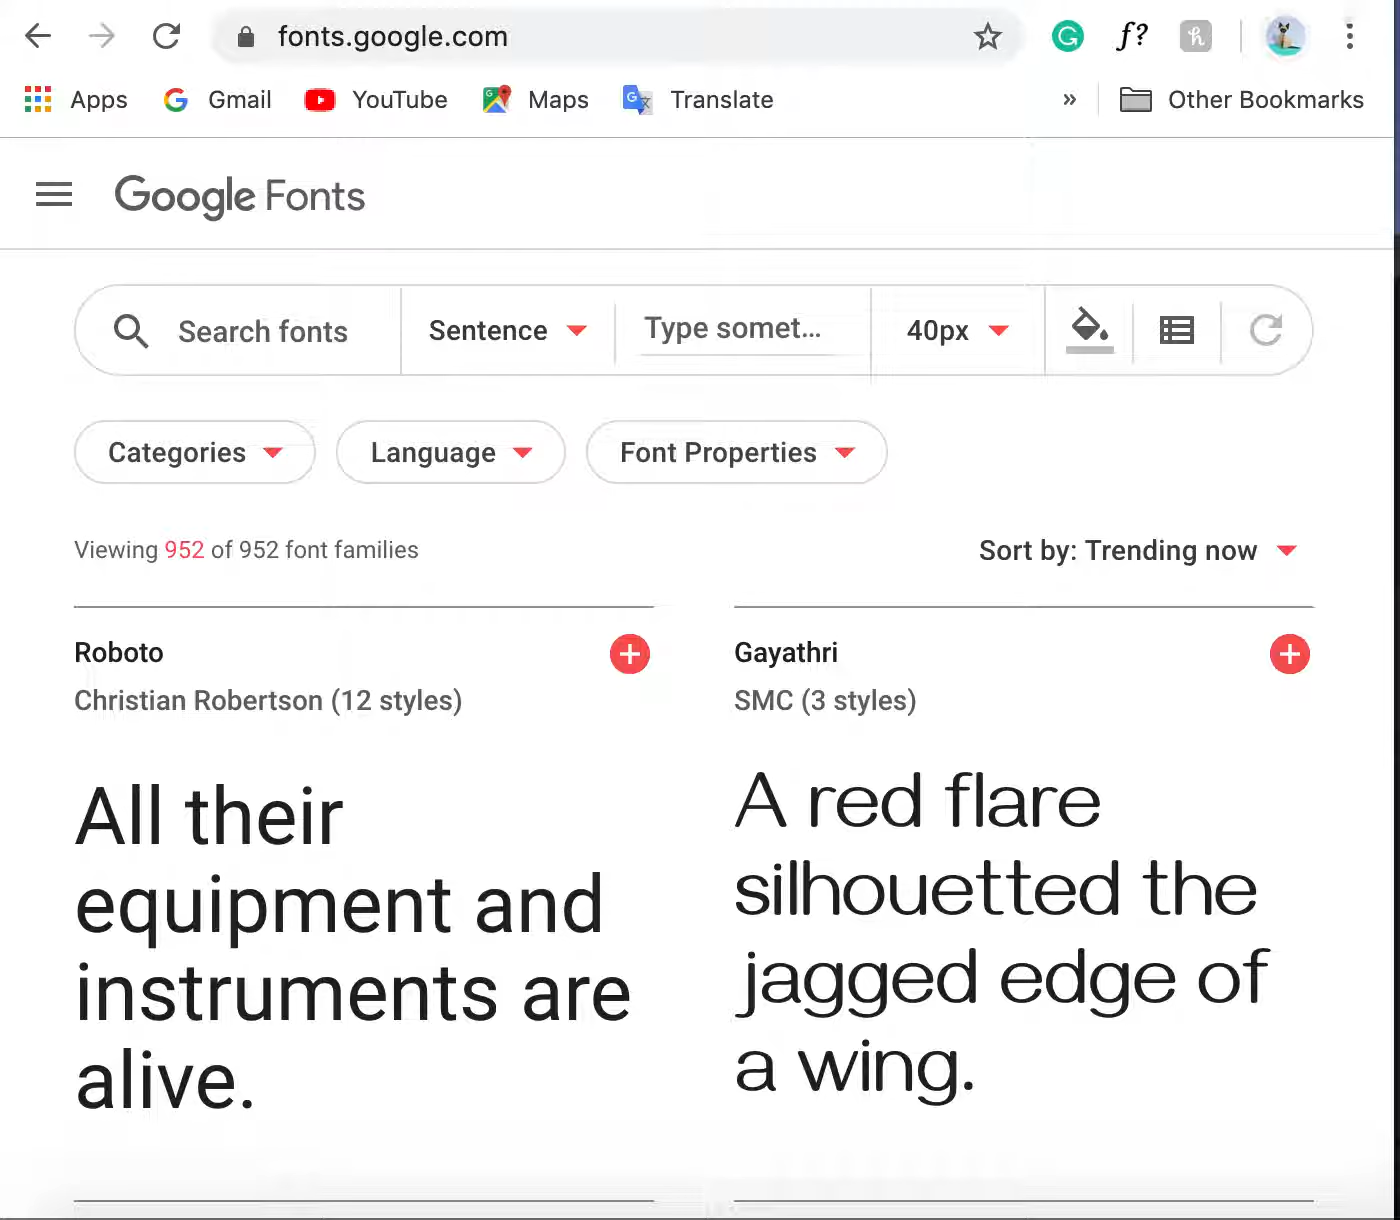 fonts.google.com
f?
Apps Gmail YouTube Maps Translate » Other Bookmarks
Google Fonts
Search fonts Sentence Type somet... 40px
Categories Language Font Properties
Viewing 952 of 952 font families Sort by: Trending now
Roboto
Christian Robertson (12 styles)
All their
equipment and
instruments are
alive.
Gayathri
SMC (3 styles)
A red flare
silhouetted the
jagged edge of
a wing.